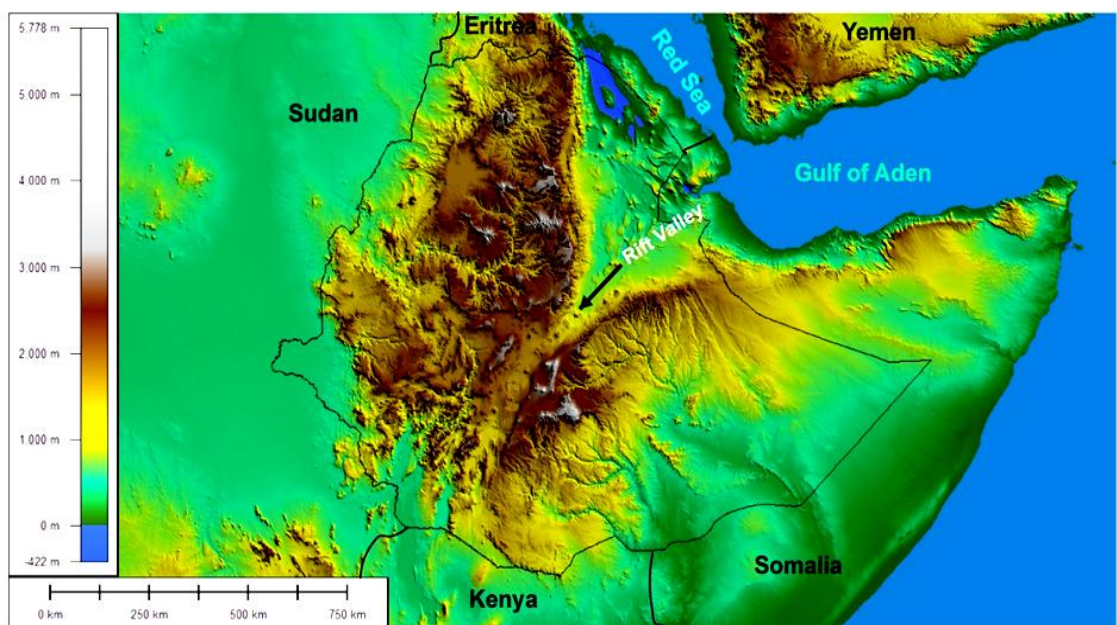 5.778 m
5.000 m
4.000 m
3.000 m
2.000 m
1.000 m
0 m
-422 m
0 km
250 km
500 km
750 km
Eritrea
Yemen
Red Sea
Sudan
Gulf of Aden
Rift Valley
Somalia
Kenya